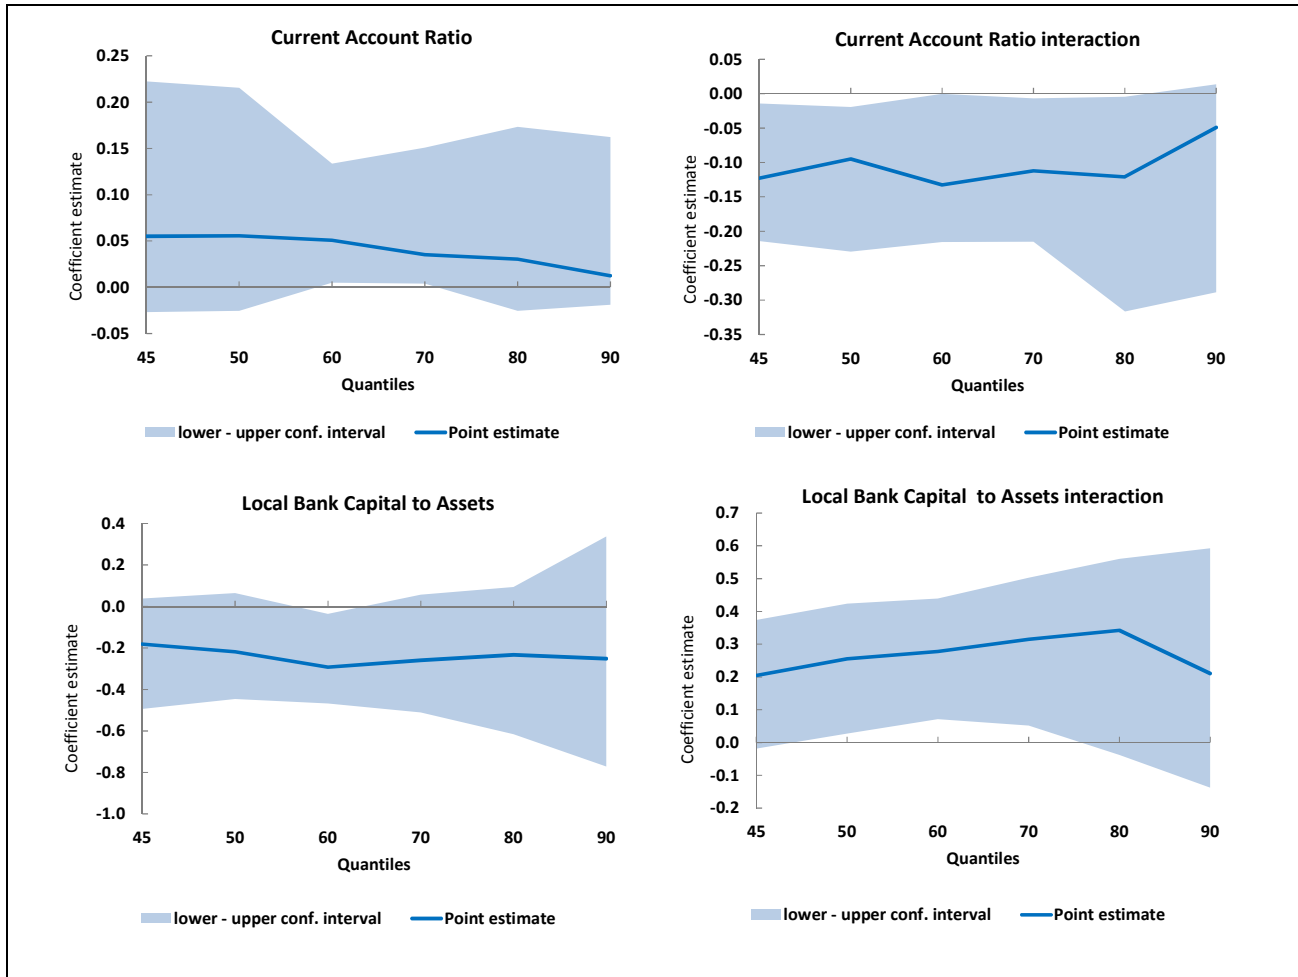 Current Account Ratio
0.25
0.20
0.15
0.10
0.05
0.00
-0.05
Coefficient estimate
45 50 60 70 80 90
Quantiles
lower - upper conf. interval Point estimate
Current Account Ratio interaction
0.05
0.00
-0.05
-0.10
-0.15
-0.20
-0.25
-0.30
-0.35
Coefficient estimate
45 50 60 70 80 90
Quantiles
lower - upper conf. interval Point estimate
Local Bank Capital to Assets
0.4
0.2
0.0
-0.2
-0.4
-0.6
-0.8
-1.0
Coefficient estimate
45 50 60 70 80 90
Quantiles
lower - upper conf. interval Point estimate
Local Bank Capital to Assets interaction
0.7
0.6
0.5
0.4
0.3
0.2
0.1
0.0
-0.1
-0.2
Coefficient estimate
45 50 60 70 80 90
Quantiles
lower - upper conf. interval Point estimate